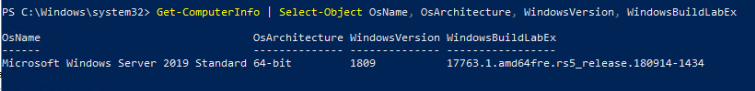 PS C:\Windows\system32> Get-ComputerInfo | Select-Object OsName, OsArchitecture, WindowsVersion, WindowsBuildLabEx
OsName OsArchitecture WindowsVersion WindowsBuildLabEx
------ -------------- -------------- -----------------
Microsoft Windows Server 2019 Standard 64-bit 1809 17763.1.amd64fre.rs5_release.180914-1434